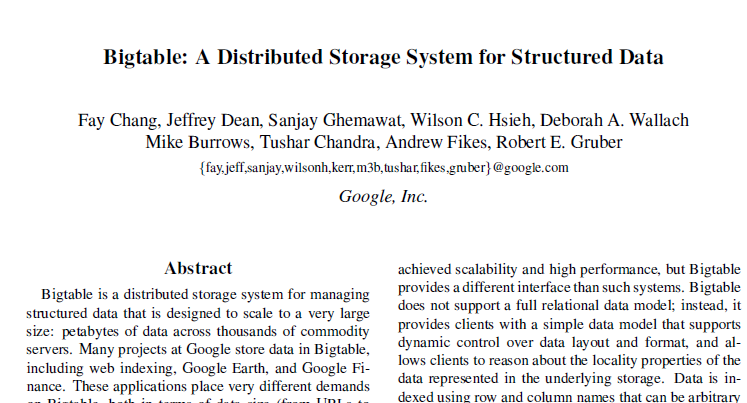 Bigtable: A Distributed Storage System for Structured Data
Fay Chang, Jeffrey Dean, Sanjay Ghemawat, Wilson C. Hsieh, Deborah A. Wallach
Mike Burrows, Tushar Chandra, Andrew Fikes, Robert E. Gruber
{fay,jeff,sanjay,wilsonh,kerr,m3b,tushar,fikes,gruber}@google.com
Google, Inc.
Abstract
Bigtable is a distributed storage system for managing
structured data that is designed to scale to a very large
size: petabytes of data across thousands of commodity
servers. Many projects at Google store data in Bigtable,
including web indexing, Google Earth, and Google Fi-
nance. These applications place very different demands
on Bigtable, both in terms of data size (from URLs to
achieved scalability and high performance, but Bigtable
provides a different interface than such systems. Bigtable
does not support a full relational data model; instead, it
provides clients with a simple data model that supports
dynamic control over data layout and format, and al-
lows clients to reason about the locality properties of the
data represented in the underlying storage. Data is in-
dexed using row and column names that can be arbitrary